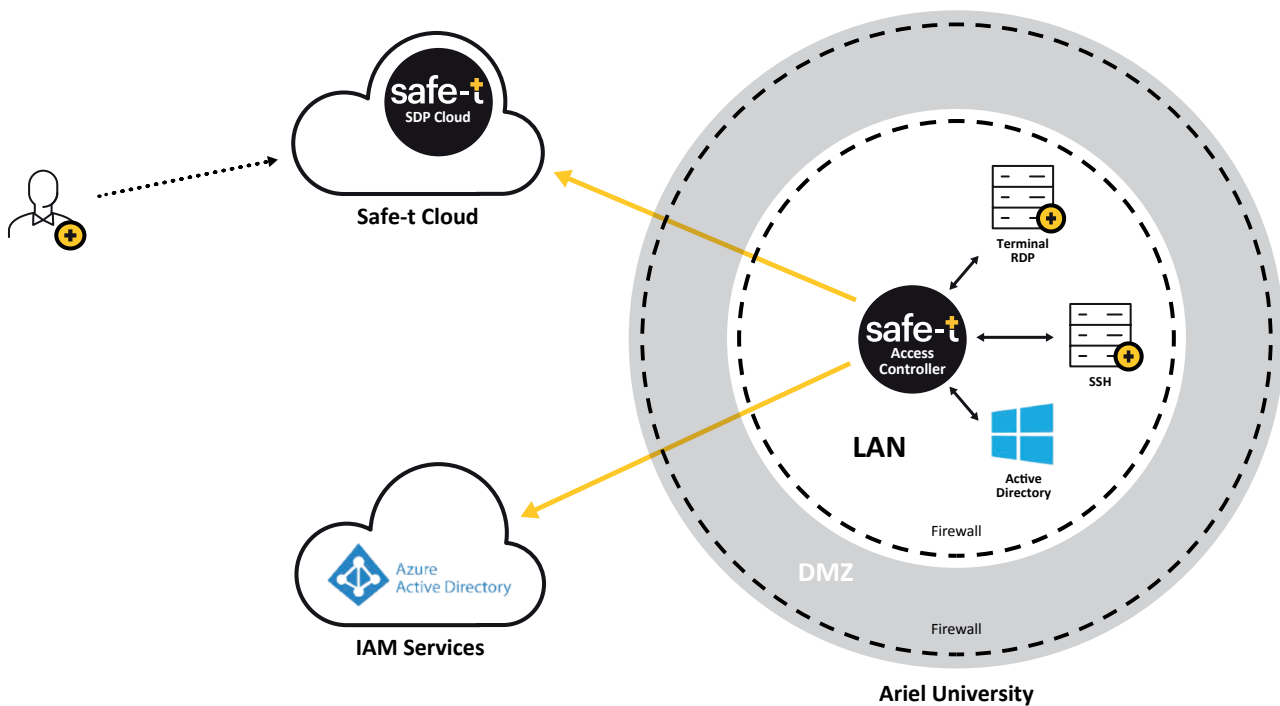 safe-t
SDP Cloud
Safe-t Cloud
Terminal
RDP
safe-t
Access
Controller
SSH
LAN
Active
Directory
Firewall
DMZ
Firewall
Azure
Active Directory
IAM Services
Ariel University